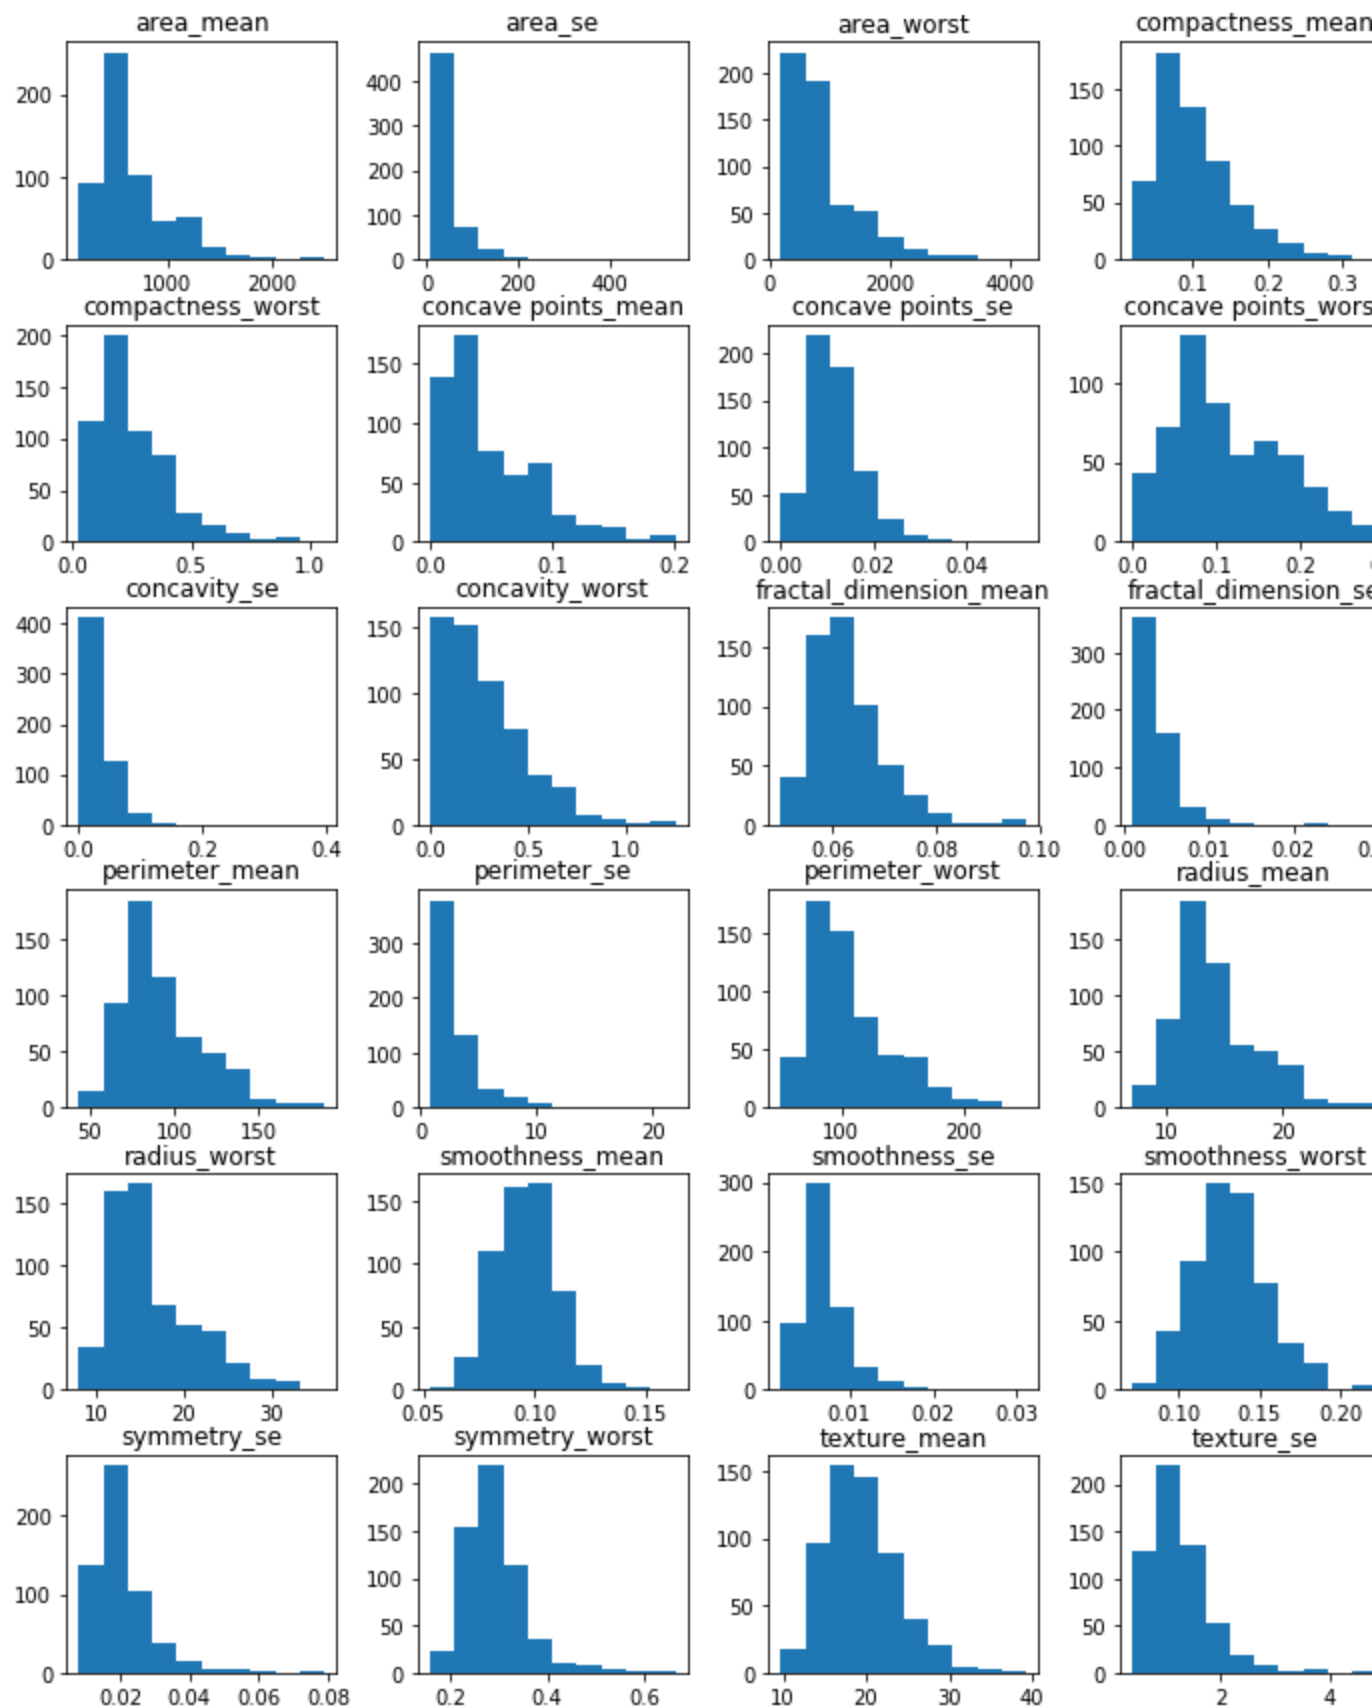 area_mean
200
100
0
1000 2000
area_se
400
300
200
100
0
0 200 400
area_worst
200
150
100
50
0
0 2000 4000
compactness_mean
150
100
50
0
0.1 0.2 0.3
compactness_worst
200
150
100
50
0
0.0 0.5 1.0
concave points_mean
150
100
50
0
0.0 0.1 0.2
concave points_se
200
150
100
50
0
0.00 0.02 0.04
concave points_wors
100
50
0
0.0 0.1 0.2
concavity_se
400
300
200
100
0
0.0 0.2 0.4
concavity_worst
150
100
50
0
0.0 0.5 1.0
fractal_dimension_mean
150
100
50
0
0.06 0.08 0.10
fractal_dimension_se
300
200
100
0
0.00 0.01 0.02
perimeter_mean
150
100
50
0
50 100 150
perimeter_se
300
200
100
0
0 10 20
perimeter_worst
150
100
50
0
100 200
radius_mean
150
100
50
0
10 20
radius_worst
150
100
50
0
10 20 30
smoothness_mean
150
100
50
0
0.05 0.10 0.15
smoothness_se
300
200
100
0
0.01 0.02 0.03
smoothness_worst
150
100
50
0
0.10 0.15 0.20
symmetry_se
200
100
0
0.02 0.04 0.06 0.08
symmetry_worst
200
150
100
50
0
0.2 0.4 0.6
texture_mean
150
100
50
0
10 20 30 40
texture_se
200
150
100
50
0
2 4